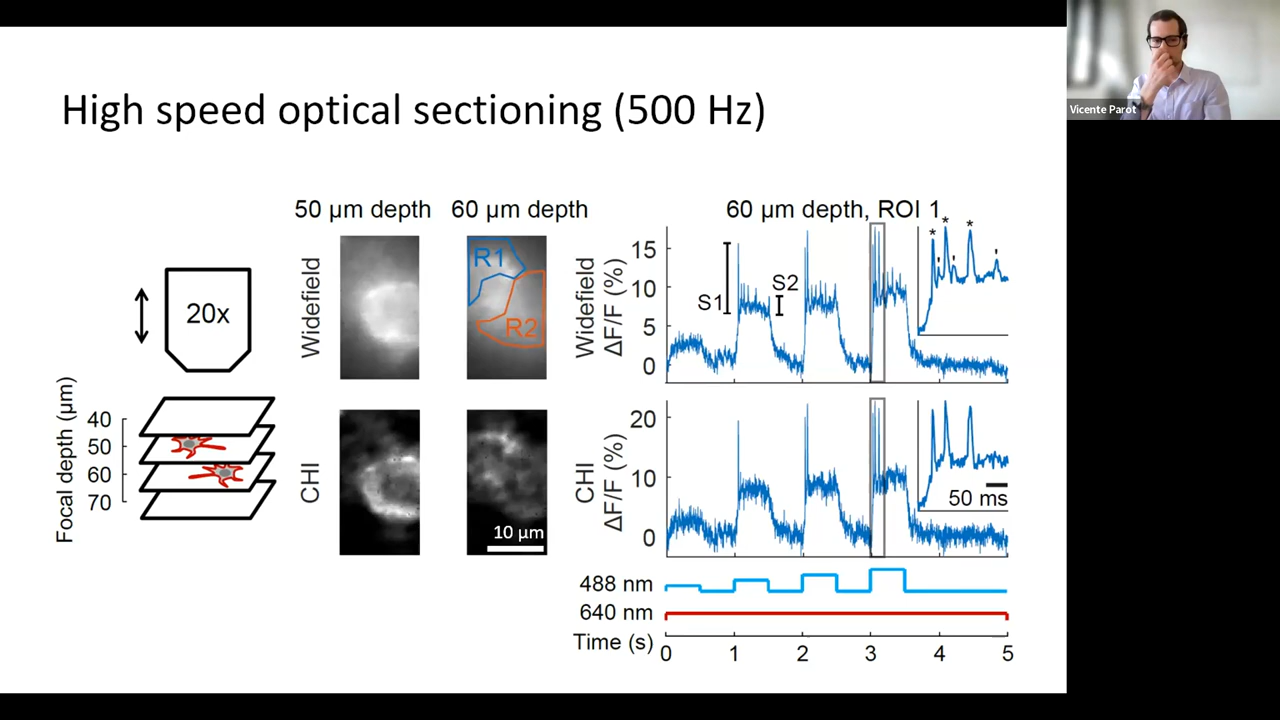 Vicente Parot
High speed optical sectioning (500 Hz)
50 µm depth
60 µm depth
60 µm depth, ROI 1
Widefield
R1
R2
20x
CHI
10 µm
Focal depth (µm)
40
50
60
70
Widefield
ΔF/F (%)
15
10
5
0
S1
S2
* * *
' ' '
CHI
ΔF/F (%)
20
10
0
50 ms
488 nm
640 nm
Time (s)
0 1 2 3 4 5